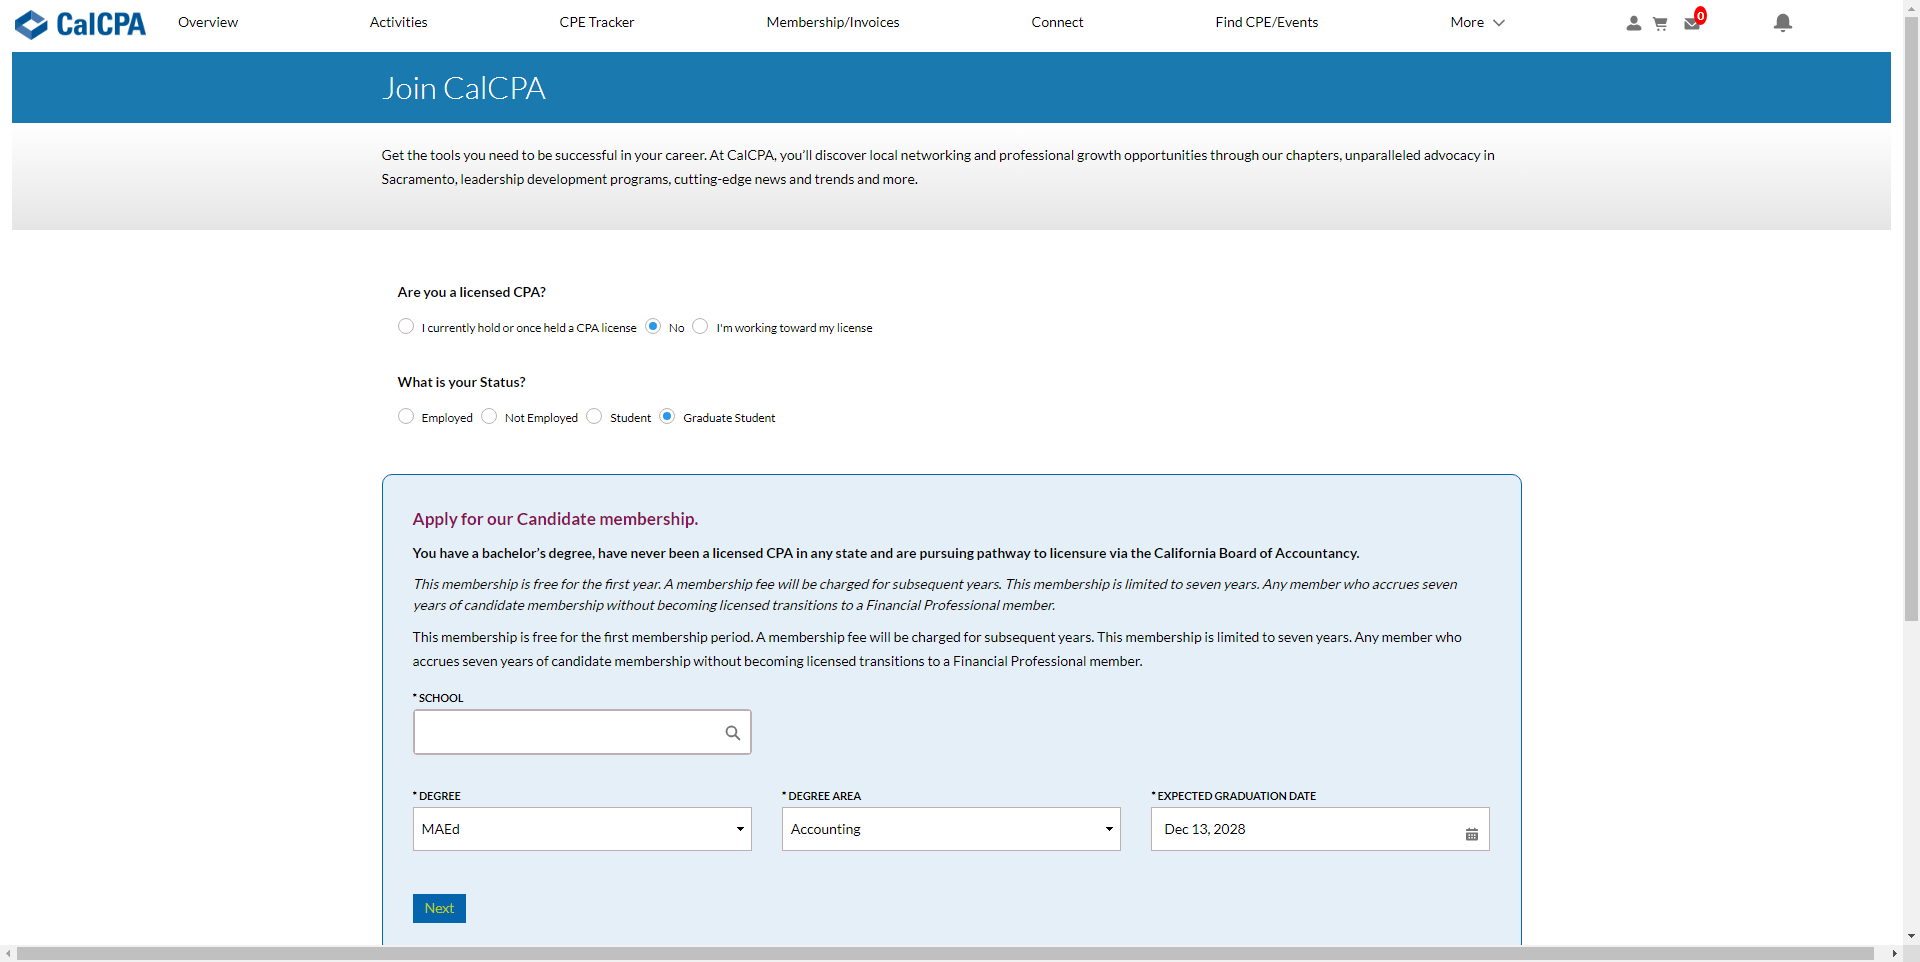 CalCPA
Overview
Activities
CPE Tracker
Membership/Invoices
Connect
Find CPE/Events
More
0
Join CalCPA
Get the tools you need to be successful in your career. At CalCPA, you’ll discover local networking and professional growth opportunities through our chapters, unparalleled advocacy in
Sacramento, leadership development programs, cutting-edge news and trends and more.
Are you a licensed CPA?
I currently hold or once held a CPA license No I'm working toward my license
What is your Status?
Employed Not Employed Student Graduate Student
Apply for our Candidate membership.
You have a bachelor’s degree, have never been a licensed CPA in any state and are pursuing pathway to licensure via the California Board of Accountancy.
This membership is free for the first year. A membership fee will be charged for subsequent years. This membership is limited to seven years. Any member who accrues seven
years of candidate membership without becoming licensed transitions to a Financial Professional member.
This membership is free for the first membership period. A membership fee will be charged for subsequent years. This membership is limited to seven years. Any member who
accrues seven years of candidate membership without becoming licensed transitions to a Financial Professional member.
* SCHOOL
* DEGREE
MAEd
* DEGREE AREA
Accounting
* EXPECTED GRADUATION DATE
Dec 13, 2028
Next